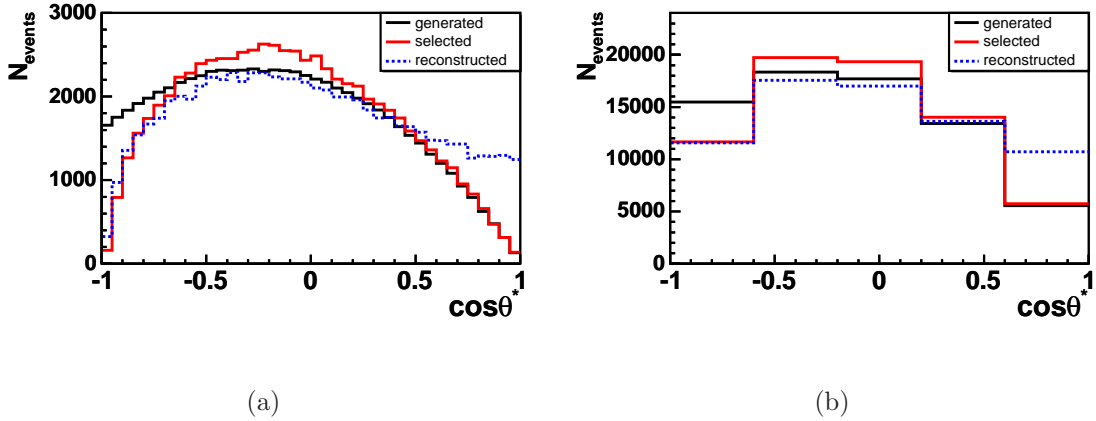 N_events
3000
2000
1000
0
-1
-0.5
0
0.5
1
cosθ*
generated
selected
reconstructed
(a)
N_events
20000
15000
10000
5000
0
-1
-0.5
0
0.5
1
cosθ*
generated
selected
reconstructed
(b)